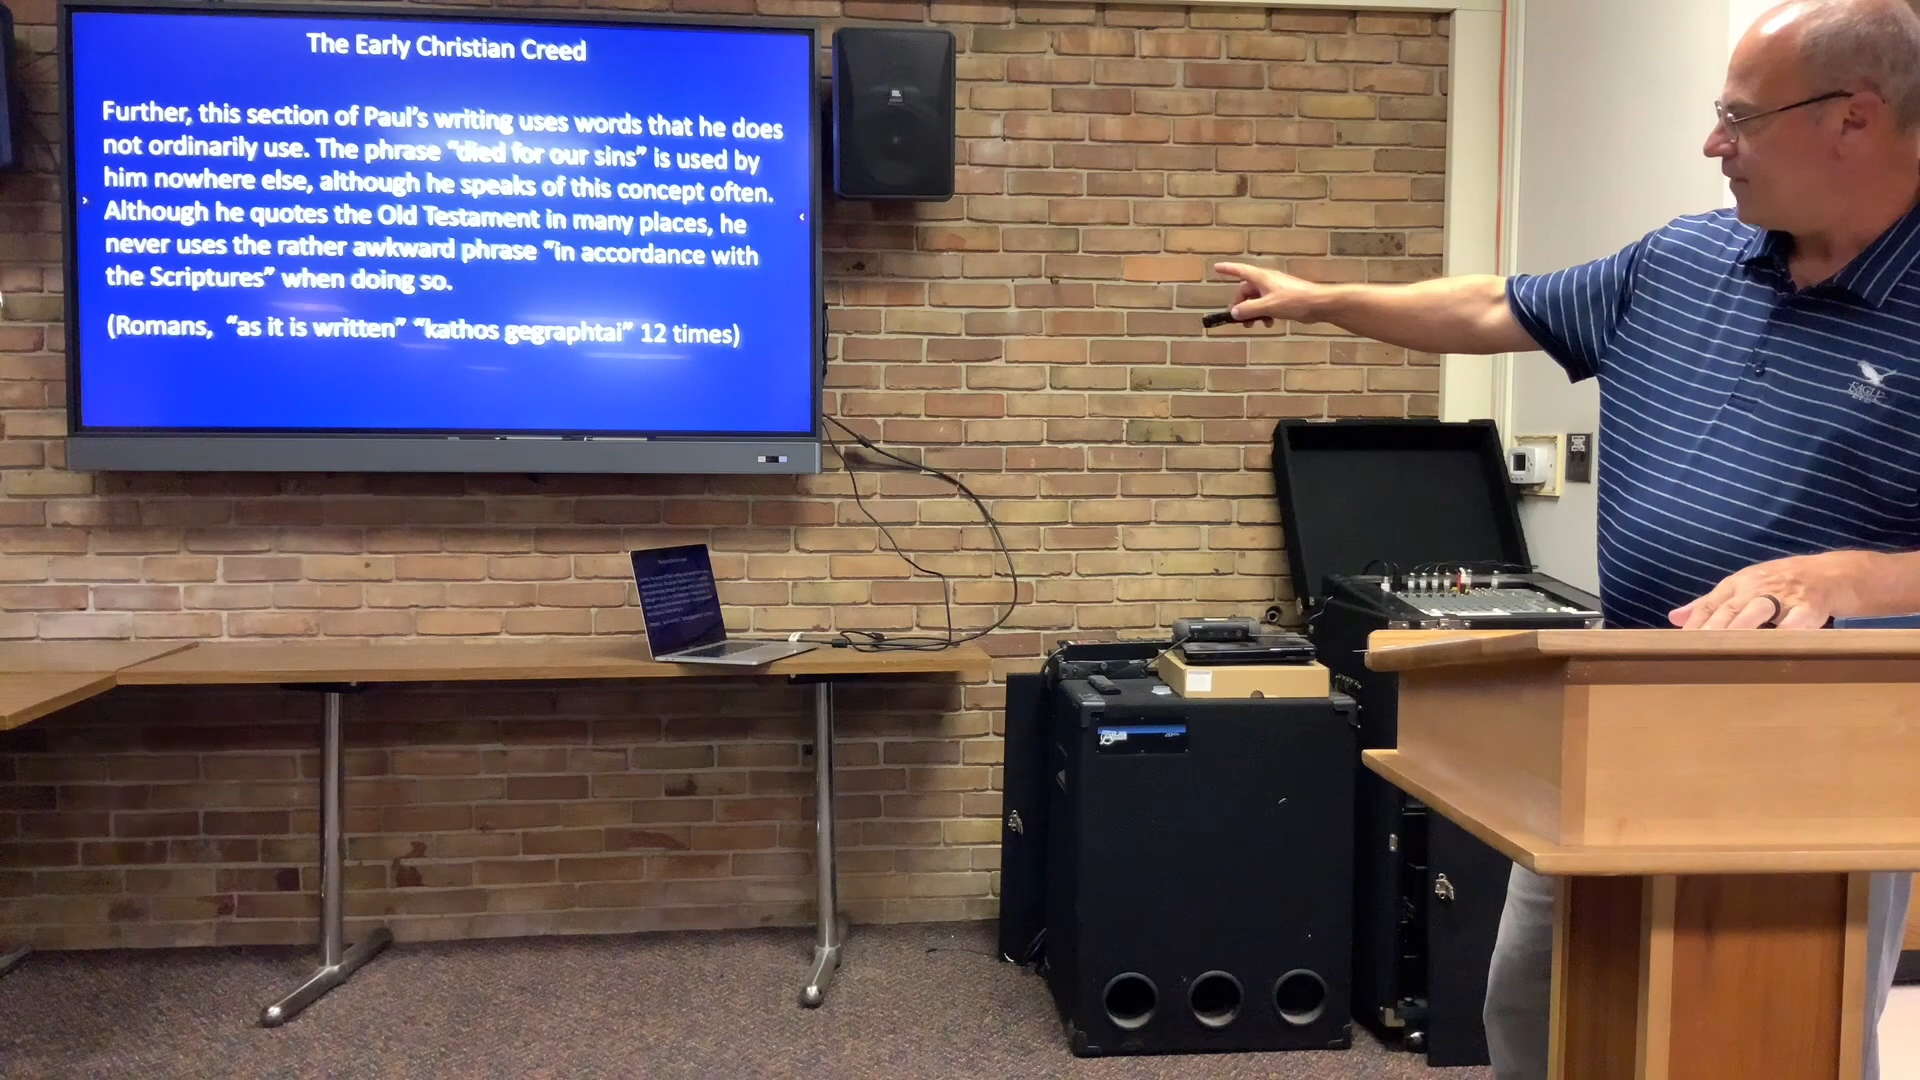 The Early Christian Creed
Further, this section of Paul's writing uses words that he does
not ordinarily use. The phrase "died for our sins" is used by
him nowhere else, although he speaks of this concept often.
Although he quotes the Old Testament in many places, he
never uses the rather awkward phrase "in accordance with
the Scriptures" when doing so.
(Romans, "as it is written" "kathos gegraphtai" 12 times)
JBL
EAGLE